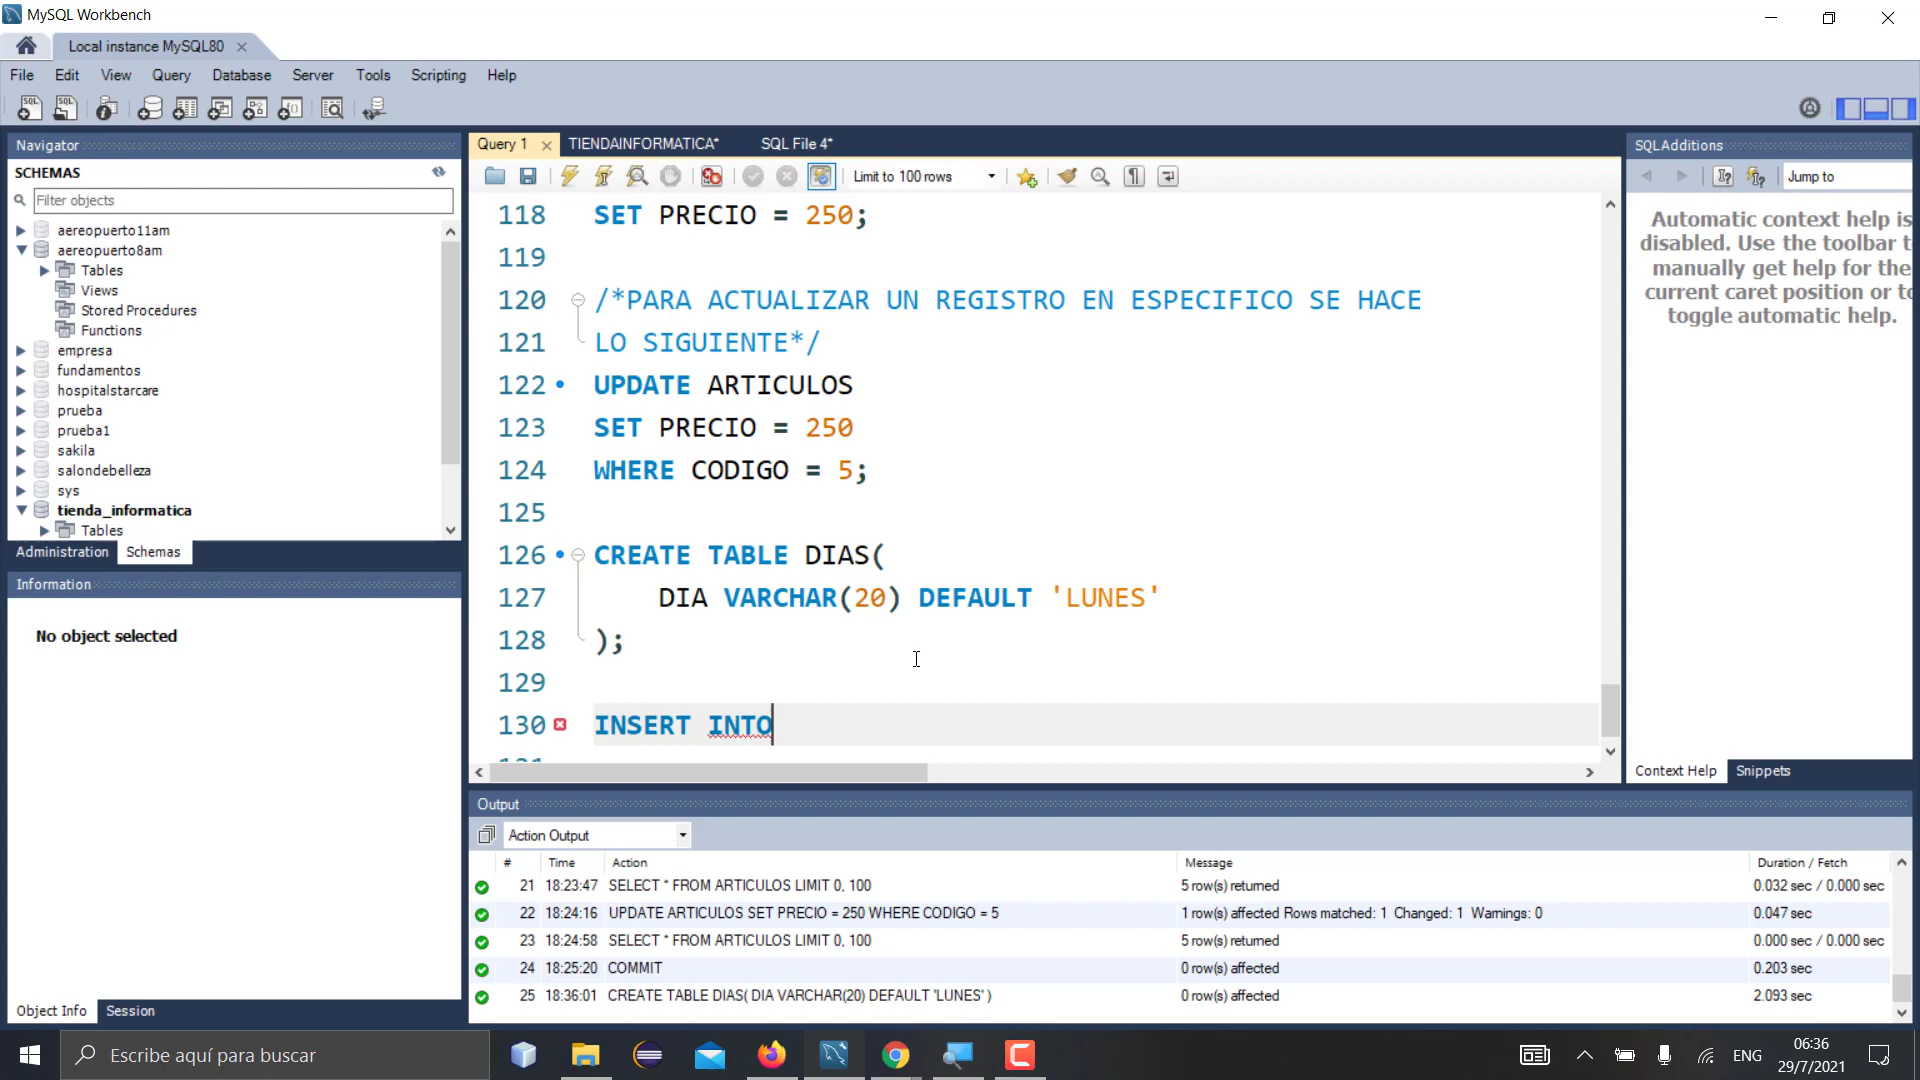 MySQL Workbench
Local instance MySQL80
File Edit View Query Database Server Tools Scripting Help
Navigator
SCHEMAS
Filter objects
aereopuerto11am
aereopuerto8am
Tables
Views
Stored Procedures
Functions
empresa
fundamentos
hospitalstarcare
prueba
prueba1
sakila
salondebelleza
sys
tienda_informatica
Tables
Administration Schemas
Information
No object selected
Object Info Session
Query 1 TIENDAINFORMATICA* SQL File 4*
Limit to 100 rows
118 SET PRECIO = 250;
119
120 /*PARA ACTUALIZAR UN REGISTRO EN ESPECIFICO SE HACE
121 LO SIGUIENTE*/
122 UPDATE ARTICULOS
123 SET PRECIO = 250
124 WHERE CODIGO = 5;
125
126 CREATE TABLE DIAS(
127 DIA VARCHAR(20) DEFAULT 'LUNES'
128 );
129
130 INSERT INTO
SQLAdditions
Jump to
Automatic context help is
disabled. Use the toolbar t
manually get help for the
current caret position or to
toggle automatic help.
Context Help Snippets
Output
Action Output
# Time Action Message Duration / Fetch
21 18:23:47 SELECT * FROM ARTICULOS LIMIT 0, 100 5 row(s) returned 0.032 sec / 0.000 sec
22 18:24:16 UPDATE ARTICULOS SET PRECIO = 250 WHERE CODIGO = 5 1 row(s) affected Rows matched: 1 Changed: 1 Warnings: 0 0.047 sec
23 18:24:58 SELECT * FROM ARTICULOS LIMIT 0, 100 5 row(s) returned 0.000 sec / 0.000 sec
24 18:25:20 COMMIT 0 row(s) affected 0.203 sec
25 18:36:01 CREATE TABLE DIAS( DIA VARCHAR(20) DEFAULT 'LUNES' ) 0 row(s) affected 2.093 sec
Escribe aquí para buscar
ENG
06:36
29/7/2021